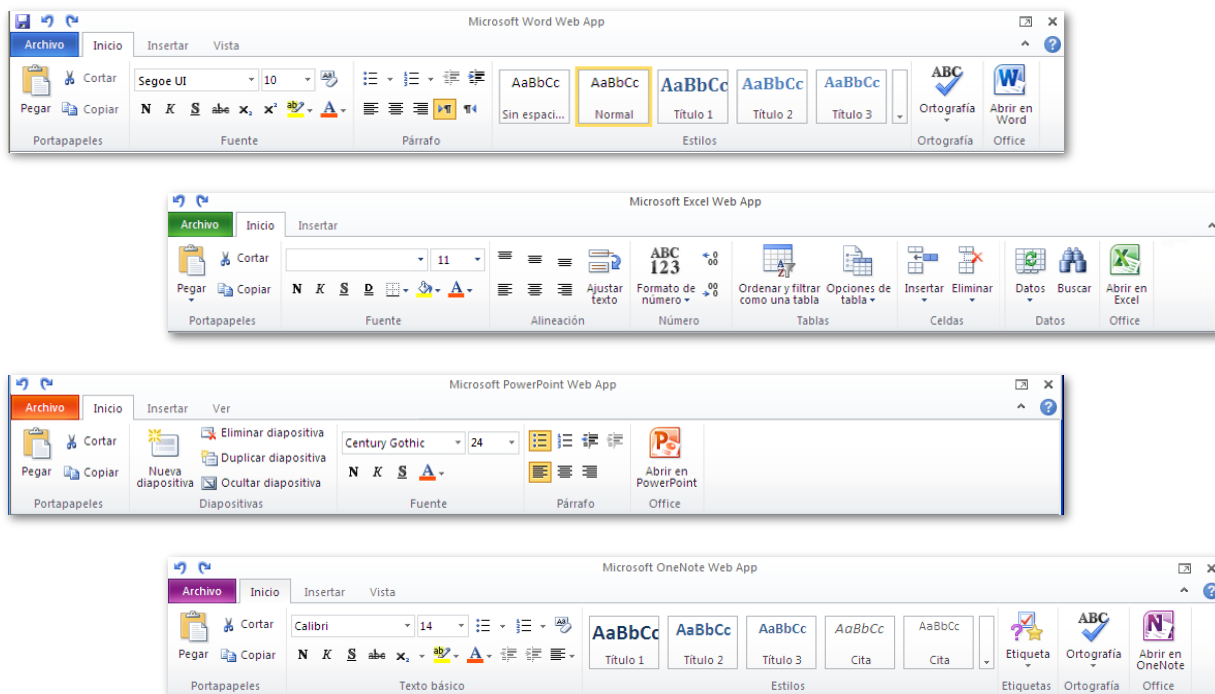 Microsoft Word Web App
Archivo Inicio Insertar Vista
Pegar Cortar Copiar
Segoe UI 10
N K S abc x₂ x² aby A
AaBbCc AaBbCc AaBbCc AaBbCc AaBbCc
Sin espaci... Normal Título 1 Título 2 Título 3
ABC Ortografía
W Abrir en Word
Portapapeles Fuente Párrafo Estilos Ortografía Office
Microsoft Excel Web App
Archivo Inicio Insertar
Pegar Cortar Copiar
11
N K S D A
Ajustar texto
ABC 123 Formato de número
Ordenar y filtrar como una tabla Opciones de tabla
Insertar Eliminar
Datos Buscar
Abrir en Excel
Portapapeles Fuente Alineación Número Tablas Celdas Datos Office
Microsoft PowerPoint Web App
Archivo Inicio Insertar Ver
Pegar Cortar Copiar
Nueva diapositiva
Eliminar diapositiva
Duplicar diapositiva
Ocultar diapositiva
Century Gothic 24
N K S A
P Abrir en PowerPoint
Portapapeles Diapositivas Fuente Párrafo Office
Microsoft OneNote Web App
Archivo Inicio Insertar Vista
Pegar Cortar Copiar
Calibri 14
N K S abc x₂ aby A
AaBbCc AaBbCc AaBbCc AaBbCc AaBbCc
Título 1 Título 2 Título 3 Cita Cita
Etiqueta
ABC Ortografía
N Abrir en OneNote
Portapapeles Texto básico Estilos Etiquetas Ortografía Office